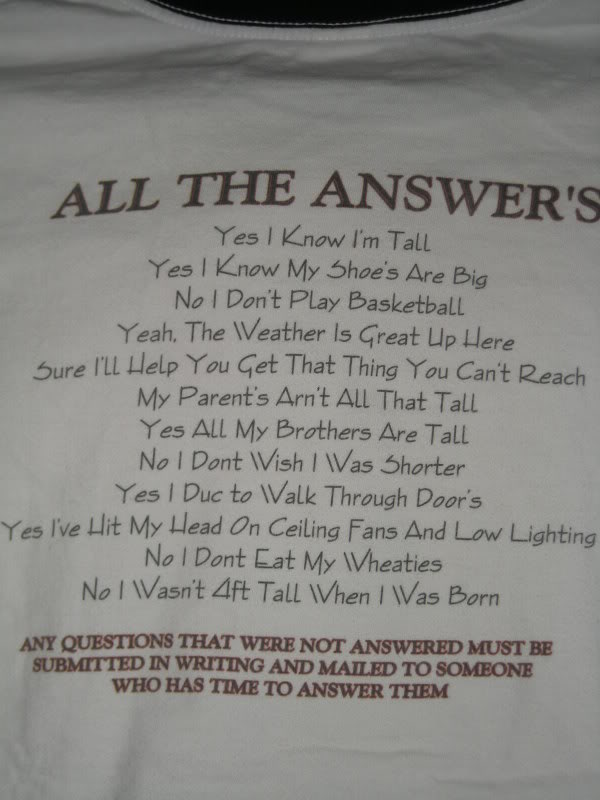 ALL THE ANSWER'S
Yes I Know I'm Tall
Yes I Know My Shoe's Are Big
No I Don't Play Basketball
Yeah, The Weather Is Great Up Here
Sure I'll Help You Get That Thing You Can't Reach
My Parent's Arn't All That Tall
Yes All My Brothers Are Tall
No I Dont Wish I Was Shorter
Yes I Duc to Walk Through Door's
Yes I've Hit My Head On Ceiling Fans And Low Lighting
No I Dont Eat My Wheaties
No I Wasn't 4ft Tall When I Was Born
ANY QUESTIONS THAT WERE NOT ANSWERED MUST BE
SUBMITTED IN WRITING AND MAILED TO SOMEONE
WHO HAS TIME TO ANSWER THEM